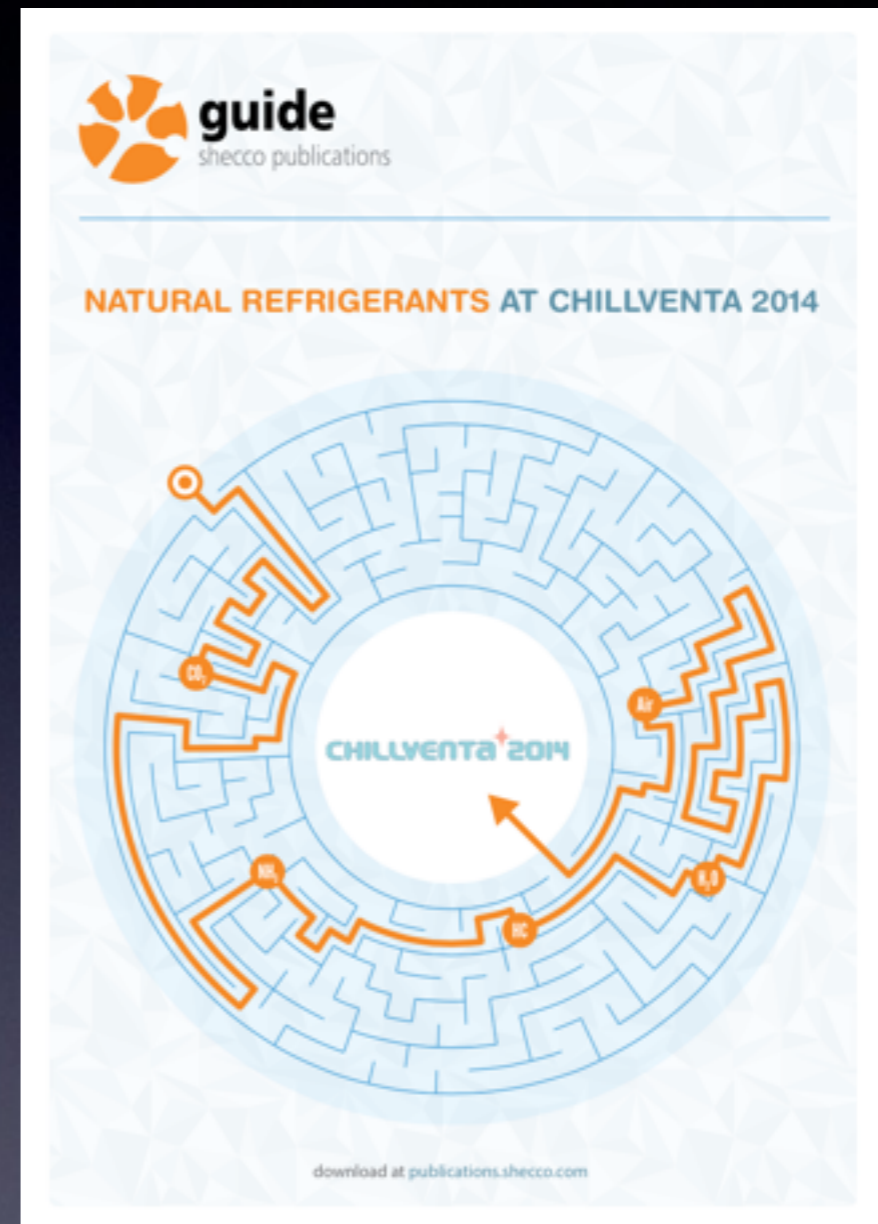 guide
shecco publications
NATURAL REFRIGERANTS AT CHILLVENTA 2014
CO₂
Air
CHILLVENTA 2014
NH₃
H₂O
HC
download at publications.shecco.com